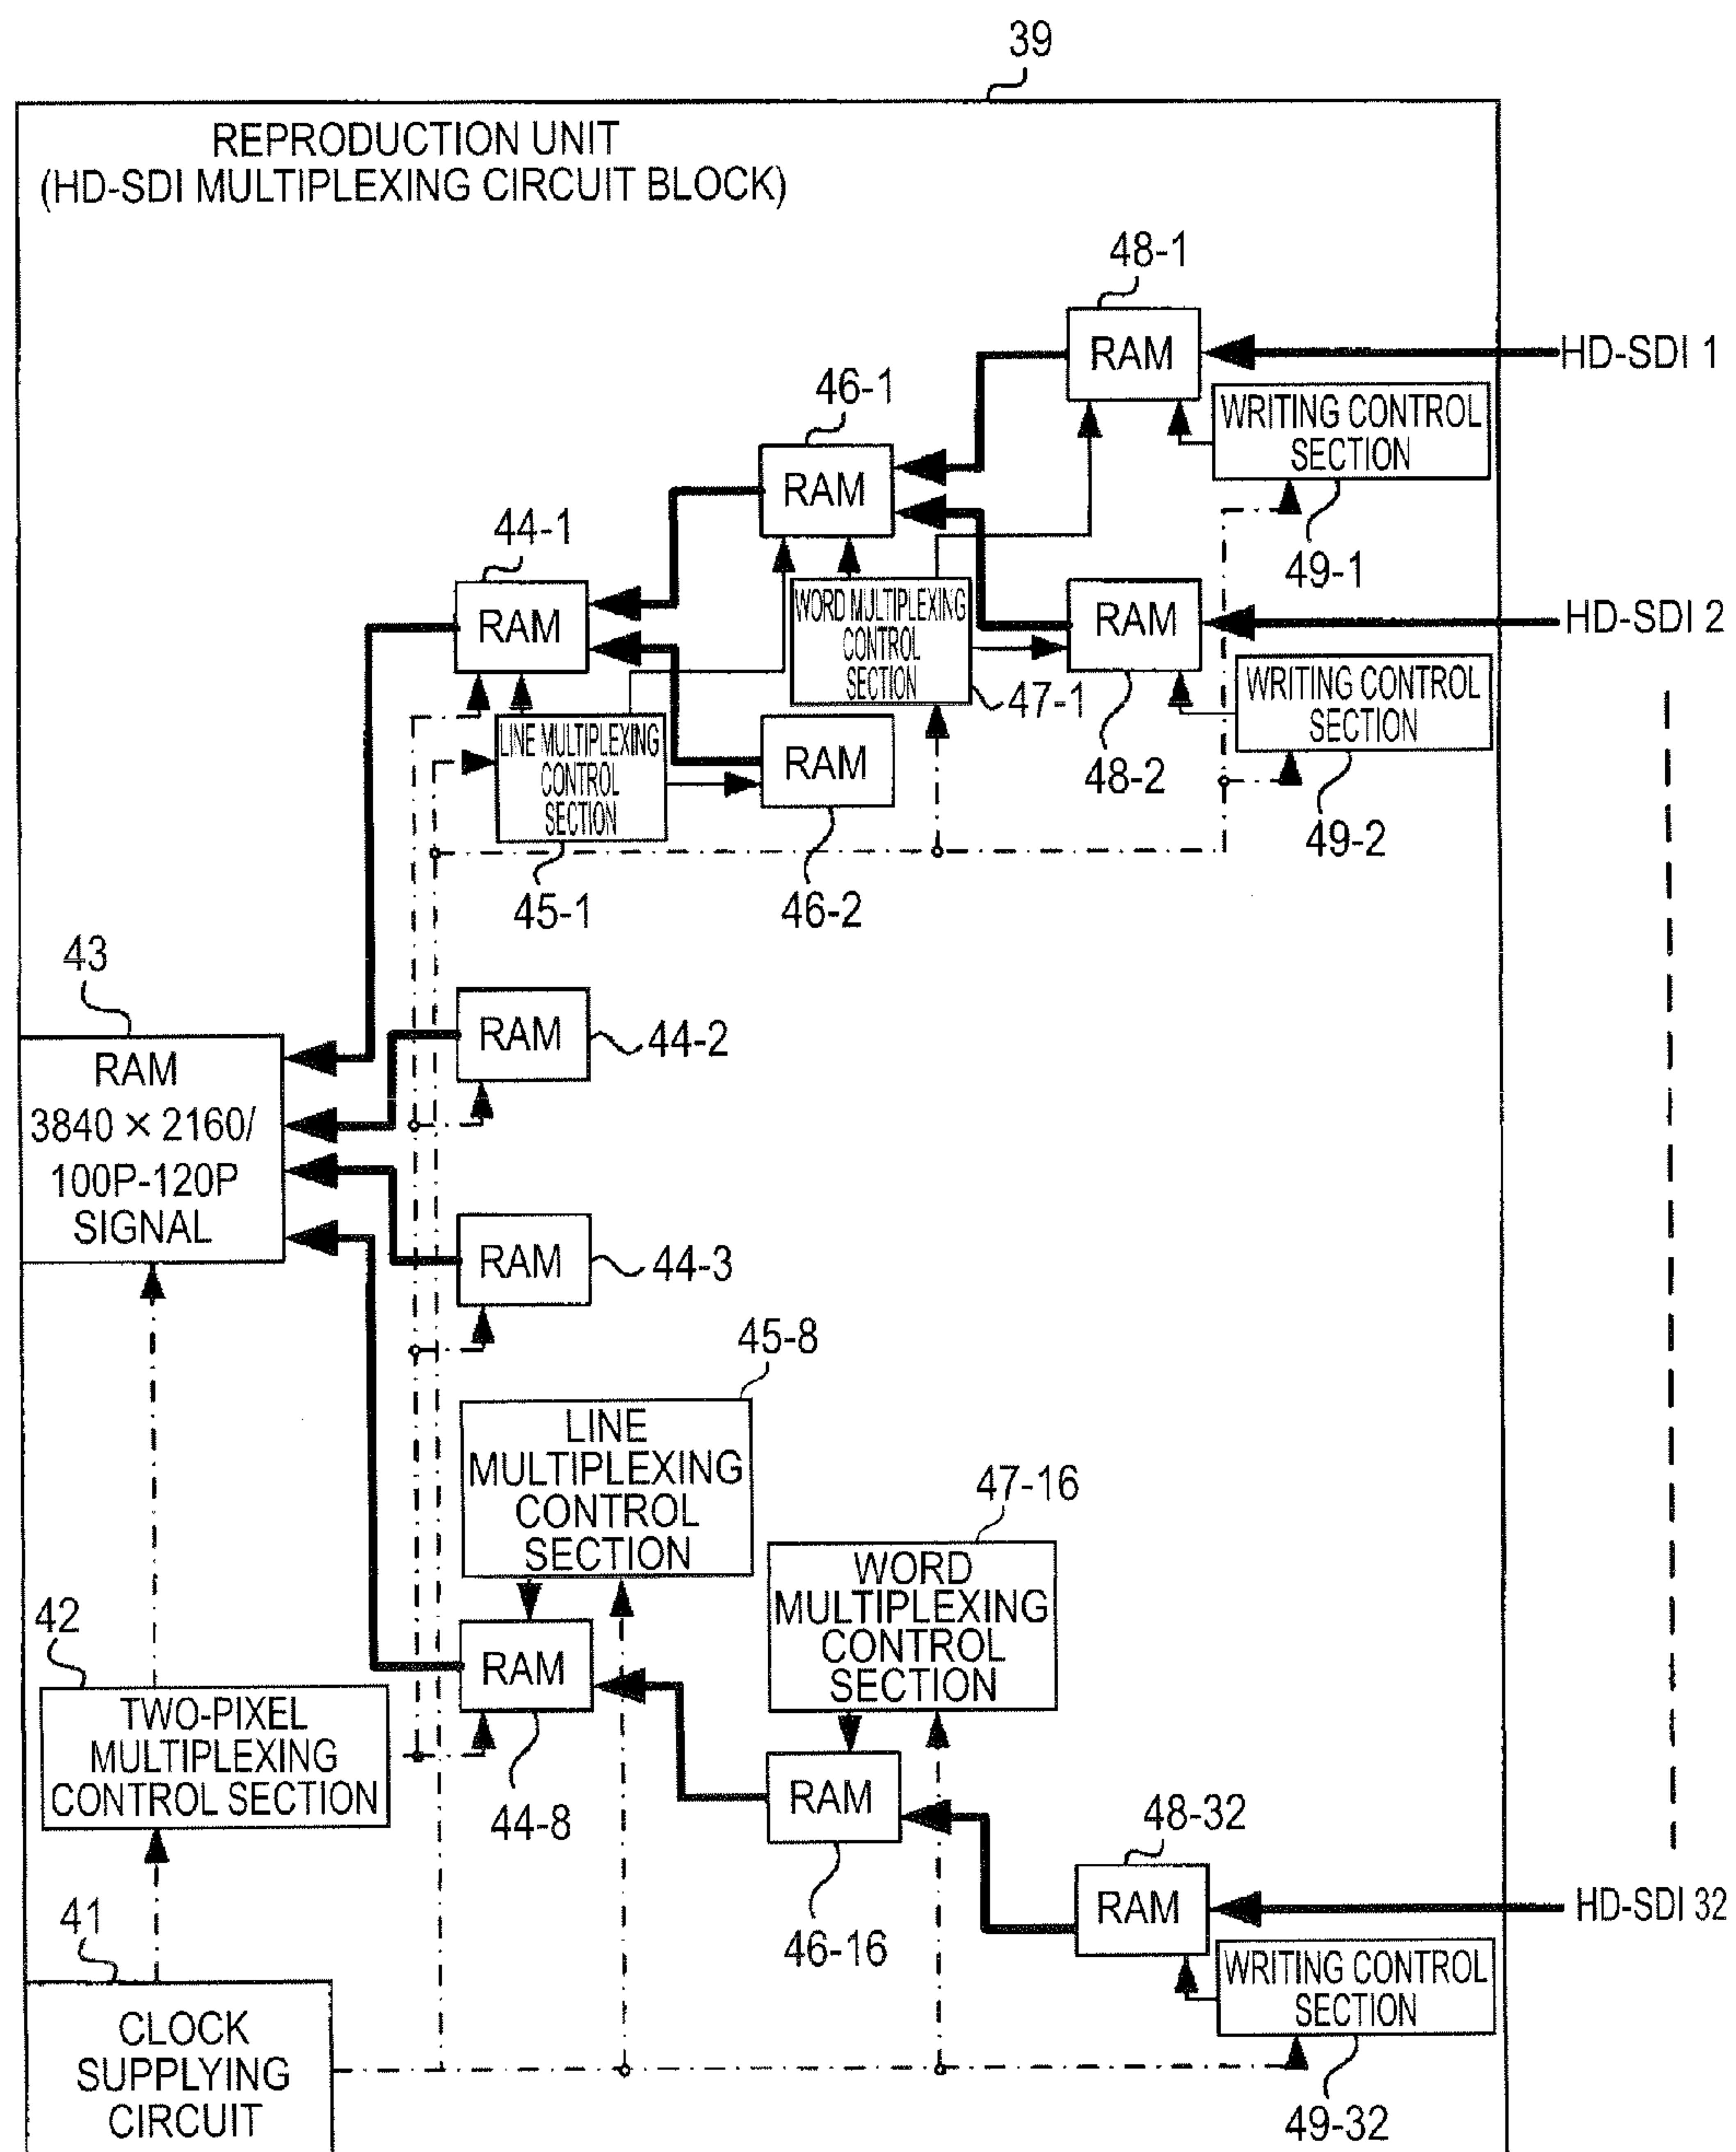 39
REPRODUCTION UNIT
(HD-SDI MULTIPLEXING CIRCUIT BLOCK)
48-1
RAM
HD-SDI 1
WRITING CONTROL
SECTION
49-1
46-1
RAM
44-1
RAM
WORD MULTIPLEXING
CONTROL
SECTION
47-1
RAM
48-2
HD-SDI 2
WRITING CONTROL
SECTION
49-2
LINE MULTIPLEXING
CONTROL
SECTION
45-1
RAM
46-2
43
RAM
3840 × 2160/
100P-120P
SIGNAL
RAM
44-2
RAM
44-3
45-8
LINE
MULTIPLEXING
CONTROL
SECTION
47-16
WORD
MULTIPLEXING
CONTROL
SECTION
42
TWO-PIXEL
MULTIPLEXING
CONTROL SECTION
RAM
44-8
RAM
46-16
48-32
RAM
HD-SDI 32
WRITING CONTROL
SECTION
49-32
41
CLOCK
SUPPLYING
CIRCUIT